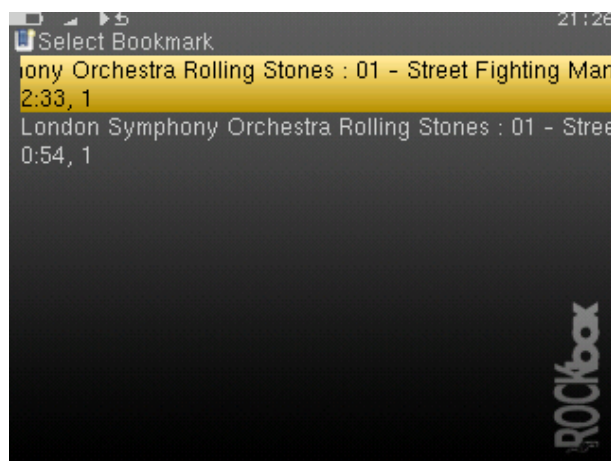 21:26
Select Bookmark
ony Orchestra Rolling Stones : 01 - Street Fighting Man
2:33, 1
London Symphony Orchestra Rolling Stones : 01 - Stree
0:54, 1
ROCKbox